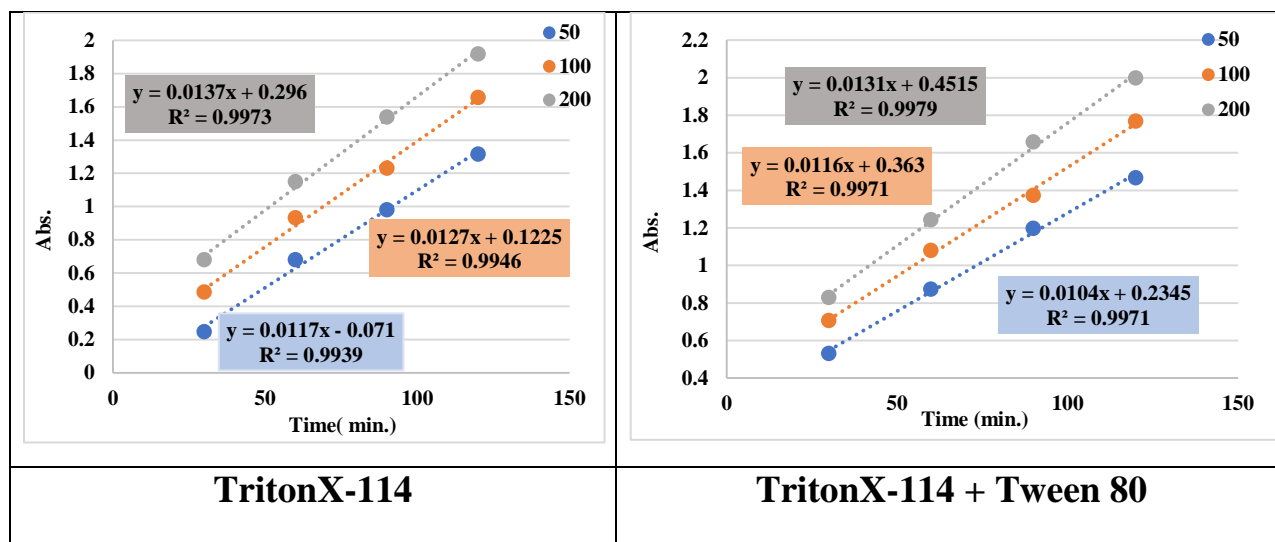 2
1.8
1.6
1.4
1.2
1
0.8
0.6
0.4
0.2
0
0
50
100
150
Abs.
Time( min.)
50
100
200
y = 0.0137x + 0.296
R² = 0.9973
y = 0.0127x + 0.1225
R² = 0.9946
y = 0.0117x - 0.071
R² = 0.9939
2.2
2
1.8
1.6
1.4
1.2
1
0.8
0.6
0.4
0
50
100
150
Abs.
Time (min.)
50
100
200
y = 0.0131x + 0.4515
R² = 0.9979
y = 0.0116x + 0.363
R² = 0.9971
y = 0.0104x + 0.2345
R² = 0.9971
TritonX-114
TritonX-114 + Tween 80